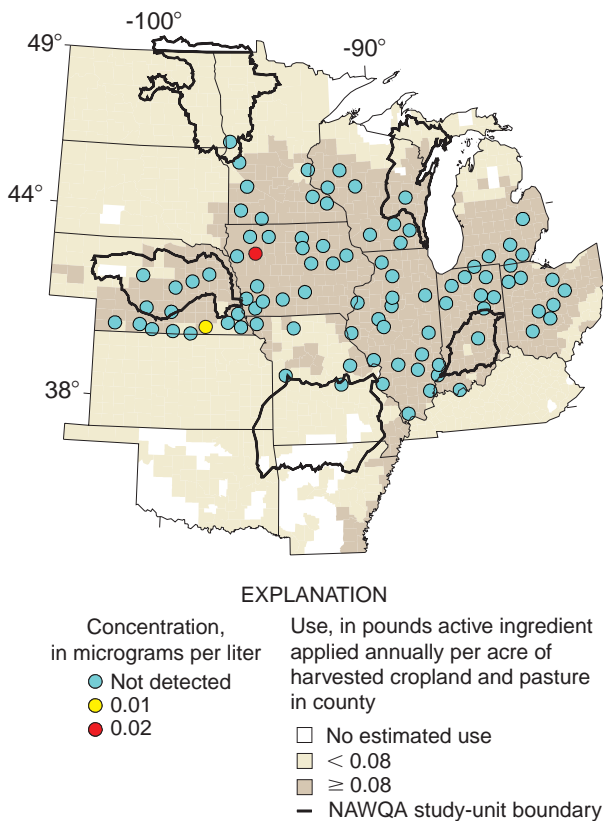 -100°
-90°
49°
44°
38°
EXPLANATION
Concentration,
in micrograms per liter
Not detected
0.01
0.02
Use, in pounds active ingredient
applied annually per acre of
harvested cropland and pasture
in county
No estimated use
< 0.08
≥ 0.08
NAWQA study-unit boundary